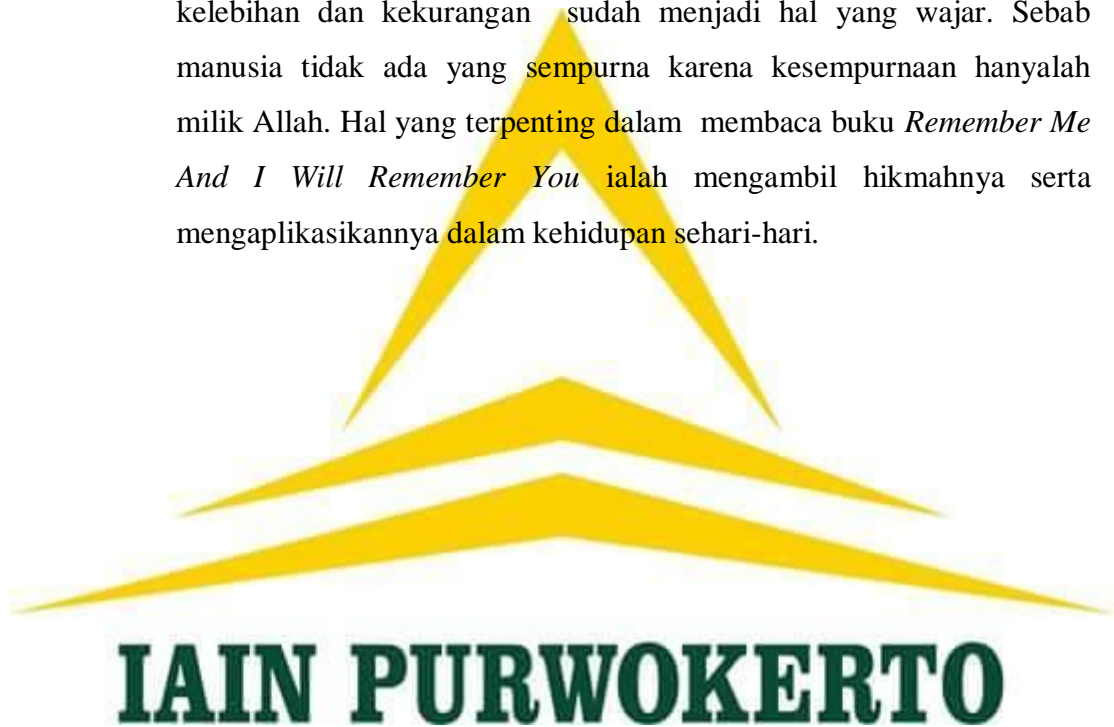 kelebihan dan kekurangan sudah menjadi hal yang wajar. Sebab
manusia tidak ada yang sempurna karena kesempurnaan hanyalah
milik Allah. Hal yang terpenting dalam membaca buku Remember Me
And I Will Remember You ialah mengambil hikmahnya serta
mengaplikasikannya dalam kehidupan sehari-hari.
IAIN PURWOKERTO